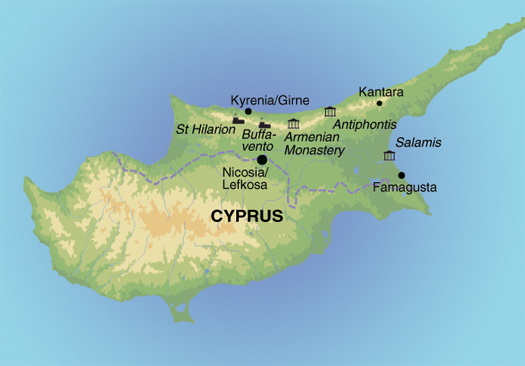 Kantara
Kyrenia/Girne
St Hilarion
Buffa-
vento
Armenian
Monastery
Antiphontis
Salamis
Nicosia/
Lefkosa
Famagusta
CYPRUS